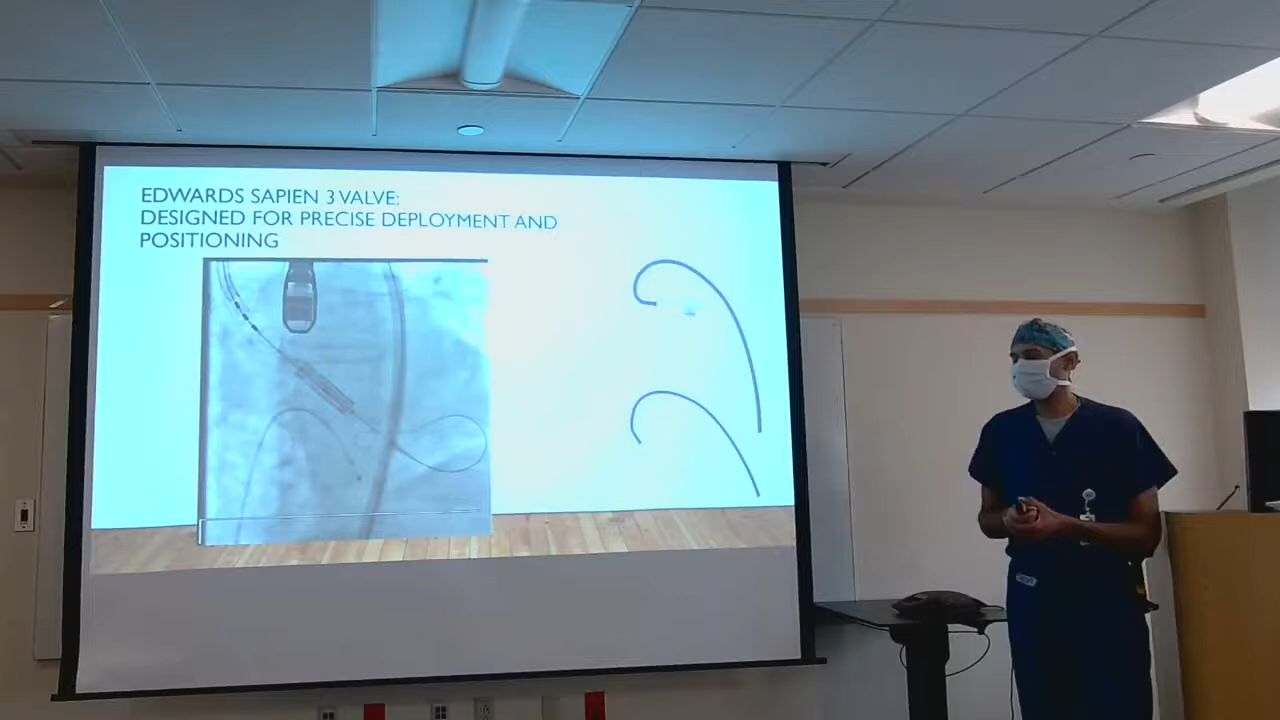 EDWARDS SAPIEN 3 VALVE:
DESIGNED FOR PRECISE DEPLOYMENT AND
POSITIONING